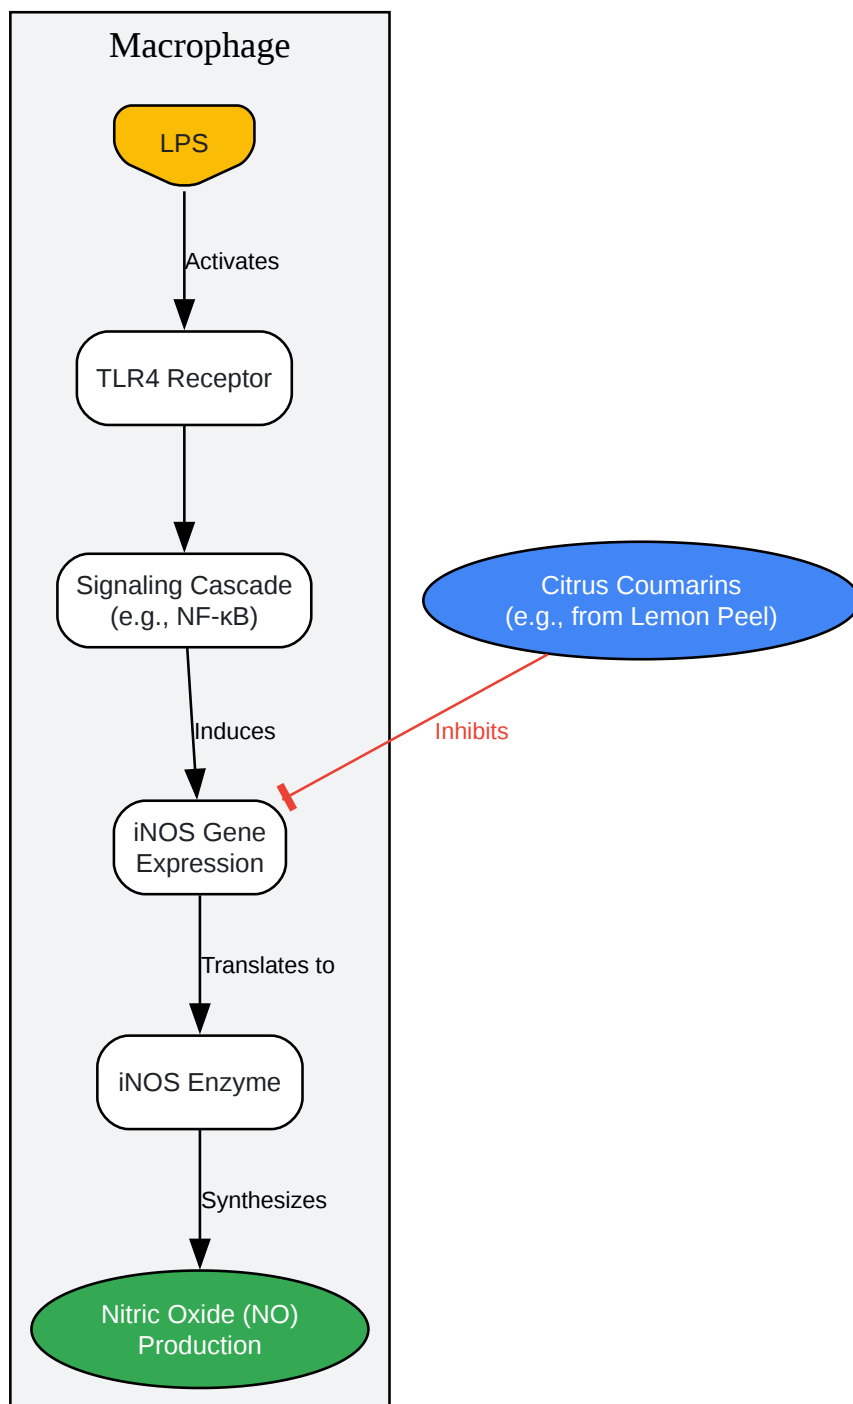 Macrophage
LPS
Activates
TLR4 Receptor
Signaling Cascade
(e.g., NF-κB)
Citrus Coumarins
(e.g., from Lemon Peel)
Induces
Inhibits
iNOS Gene
Expression
Translates to
iNOS Enzyme
Synthesizes
Nitric Oxide (NO)
Production